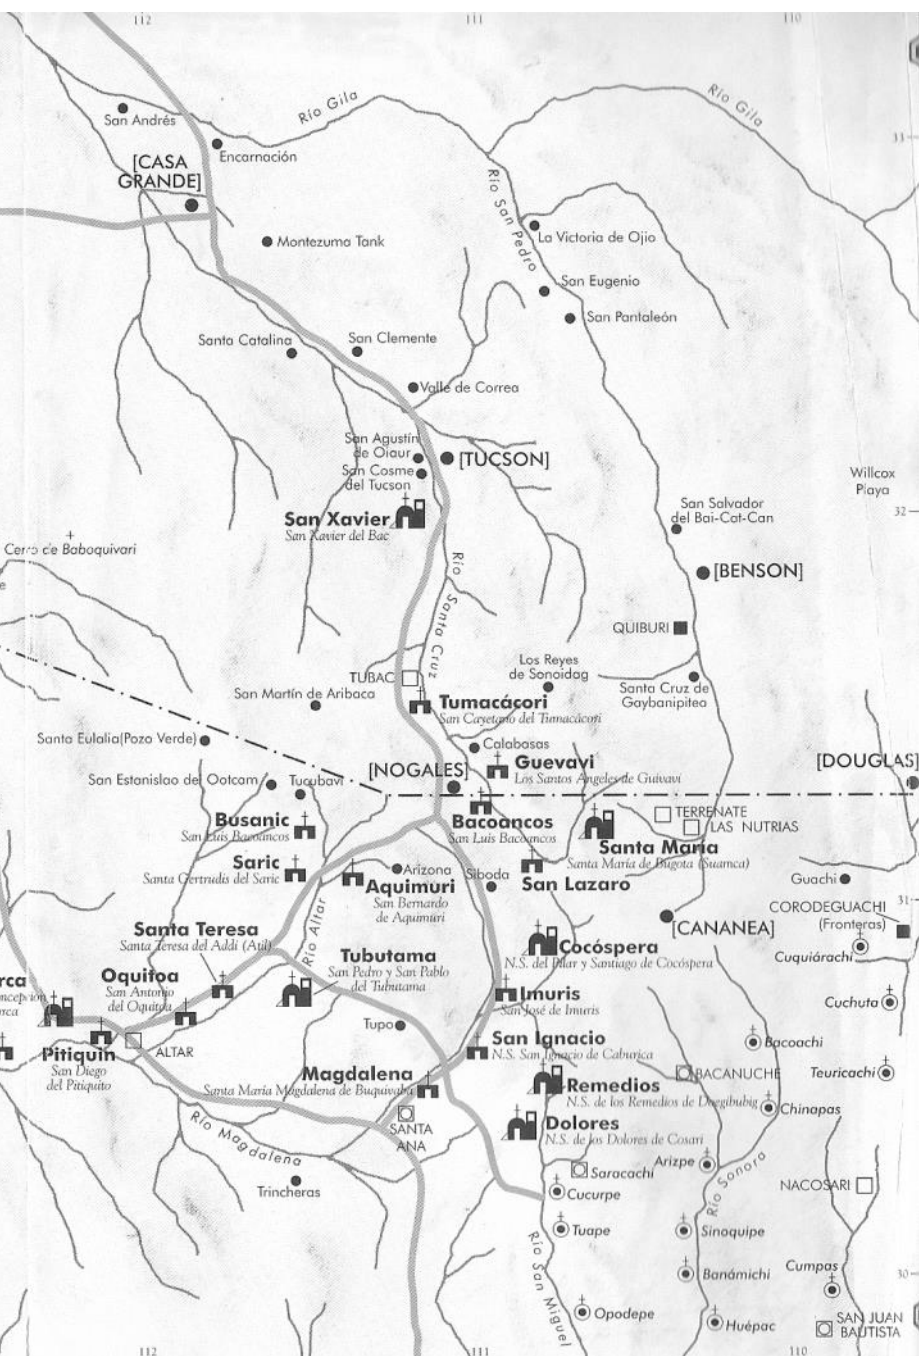 112
111
110
Río Gila
Río Gila
San Andrés
31
Encarnación
[CASA
GRANDE]
Río San Pedro
La Victoria de Ojio
Montezuma Tank
San Eugenio
San Pantaleón
Santa Catalina
San Clemente
Valle de Correa
San Agustín
de Oiaur
[TUCSON]
San Cosme
del Tucson
Willcox
Playa
San Xavier
San Xavier del Bac
San Salvador
del Bai-Cat-Can
32
Cerro de Baboquivari
[BENSON]
Río Santa Cruz
QUIBURI
TUBAC
Los Reyes
de Sonoidag
San Martín de Aribaca
Santa Cruz de
Gaybanipitea
Tumacácori
San Cayetano del Tumacácori
Santa Eulalia(Pozo Verde)
Calabasas
Guevavi
Los Santos Angeles de Guivavi
[NOGALES]
[DOUGLAS]
San Estanislao del Ootcam
Tucubavi
Busanic
San Luis Bacoancos
Bacoancos
San Luis Bacoancos
TERRENATE
LAS NUTRIAS
Santa María
Santa María de Bugota (Suamca)
Saric
Santa Gertrudis del Saric
Arizona
Aquimuri
San Bernardo
de Aquimuri
Siboda
San Lazaro
Guachi
31
CORODEGUACHI
(Fronteras)
[CANANEA]
Santa Teresa
Santa Teresa del Addi (Atil)
Río Altar
Cocóspera
N.S. del Pilar y Santiago de Cocóspera
Cuquiárachi
Tubutama
San Pedro y San Pablo
del Tubutama
rca
Oquitoa
San Antonio
del Oquitoa
Imuris
San José de Imuris
Cuchuta
Tupo
Pitiquin
San Diego
del Pitiquito
ALTAR
San Ignacio
N.S. San Ignacio de Caburica
Bacoachi
Magdalena
Santa María Magdalena de Buquivaba
Remedios
N.S. de los Remedios de Doegibubig
BACANUCHE
Teuricachi
Chinapas
Río Magdalena
SANTA
ANA
Dolores
N.S. de los Dolores de Cosari
Trincheras
Saracachi
Arizpe
Cucurpe
Río Sonora
NACOSARI
Tuape
Sinoquipe
Río San Miguel
Banámichi
Cumpas
30
Opodepe
Huépac
SAN JUAN
BAUTISTA
112
111
110